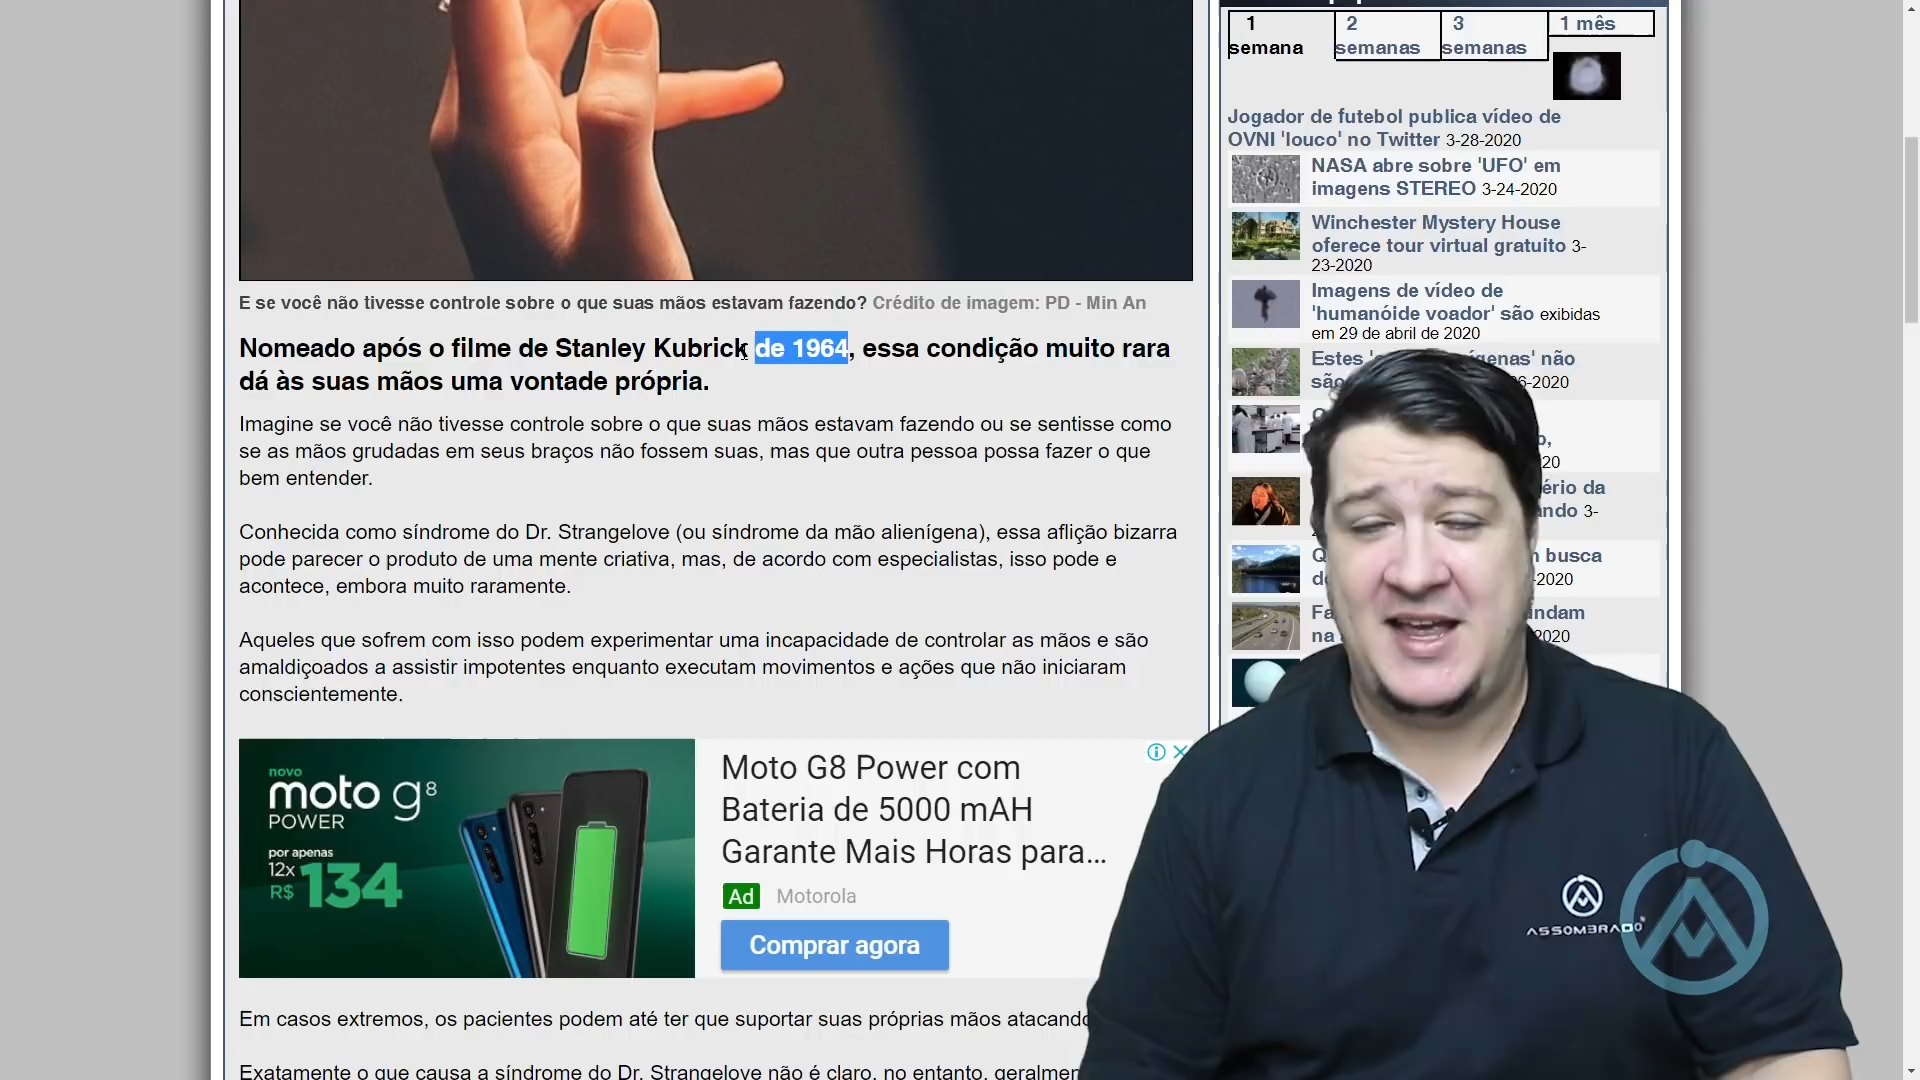 1 semana
2 semanas
3 semanas
1 mês
Jogador de futebol publica vídeo de
OVNI 'louco' no Twitter 3-28-2020
NASA abre sobre 'UFO' em
imagens STEREO 3-24-2020
Winchester Mystery House
oferece tour virtual gratuito 3-
23-2020
Imagens de vídeo de
'humanóide voador' são exibidas
em 29 de abril de 2020
não
E se você não tivesse controle sobre o que suas mãos estavam fazendo? Crédito de imagem: PD - Min An
Nomeado após o filme de Stanley Kubrick de 1964, essa condição muito rara
dá às suas mãos uma vontade própria.
Imagine se você não tivesse controle sobre o que suas mãos estavam fazendo ou se sentisse como
se as mãos grudadas em seus braços não fossem suas, mas que outra pessoa possa fazer o que
bem entender.
Conhecida como síndrome do Dr. Strangelove (ou síndrome da mão alienígena), essa aflição bizarra
pode parecer o produto de uma mente criativa, mas, de acordo com especialistas, isso pode e
acontece, embora muito raramente.
Aqueles que sofrem com isso podem experimentar uma incapacidade de controlar as mãos e são
amaldiçoados a assistir impotentes enquanto executam movimentos e ações que não iniciaram
conscientemente.
novo
moto g8
POWER
por apenas
12x
R$ 134
Moto G8 Power com
Bateria de 5000 mAH
Garante Mais Horas para...
Ad Motorola
Comprar agora
ASSOMBRADO
Em casos extremos, os pacientes podem até ter que suportar suas próprias mãos
Exatamente o que causa a síndrome do Dr. Strangelove não é claro, no entanto,